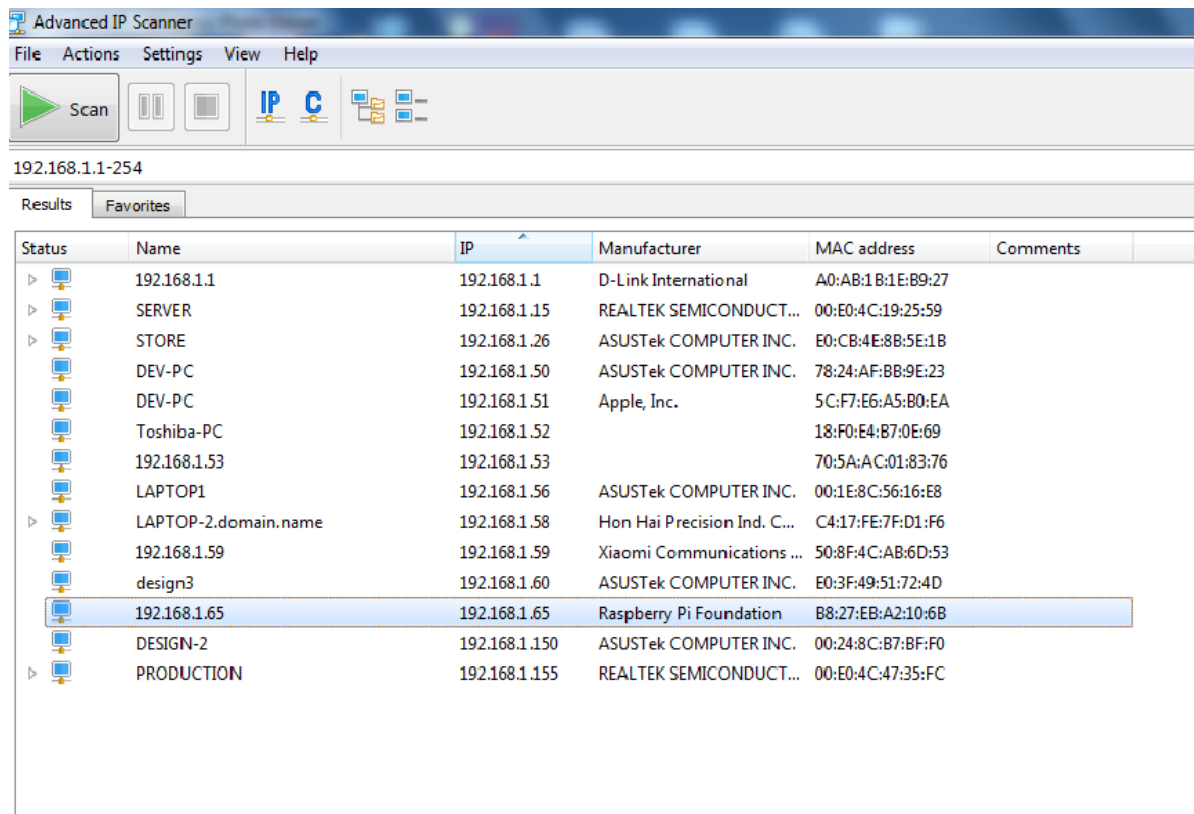 Advanced IP Scanner
File Actions Settings View Help
Scan IP C
192.168.1.1-254
Results Favorites
Status Name IP Manufacturer MAC address Comments
192.168.1.1 192.168.1.1 D-Link International A0:AB:1B:1E:B9:27
SERVER 192.168.1.15 REALTEK SEMICONDUCT... 00:E0:4C:19:25:59
STORE 192.168.1.26 ASUSTek COMPUTER INC. E0:CB:4E:8B:5E:1B
DEV-PC 192.168.1.50 ASUSTek COMPUTER INC. 78:24:AF:BB:9E:23
DEV-PC 192.168.1.51 Apple, Inc. 5C:F7:E6:A5:B0:EA
Toshiba-PC 192.168.1.52 18:F0:E4:B7:0E:69
192.168.1.53 192.168.1.53 70:5A:AC:01:83:76
LAPTOP1 192.168.1.56 ASUSTek COMPUTER INC. 00:1E:8C:56:16:E8
LAPTOP-2.domain.name 192.168.1.58 Hon Hai Precision Ind. C... C4:17:FE:7F:D1:F6
192.168.1.59 192.168.1.59 Xiaomi Communications ... 50:8F:4C:AB:6D:53
design3 192.168.1.60 ASUSTek COMPUTER INC. E0:3F:49:51:72:4D
192.168.1.65 192.168.1.65 Raspberry Pi Foundation B8:27:EB:A2:10:6B
DESIGN-2 192.168.1.150 ASUSTek COMPUTER INC. 00:24:8C:B7:BF:F0
PRODUCTION 192.168.1.155 REALTEK SEMICONDUCT... 00:E0:4C:47:35:FC